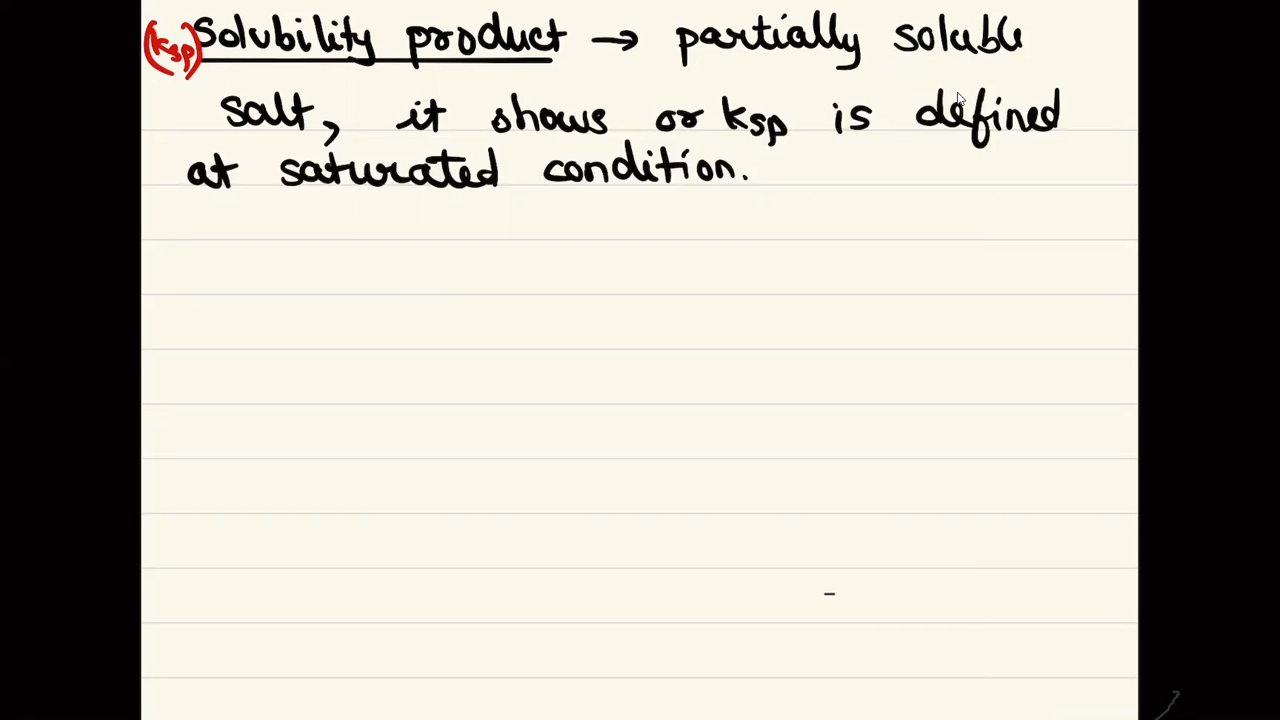 (Ksp) Solubility product → partially soluble
salt, it shows or Ksp is defined
at saturated condition.